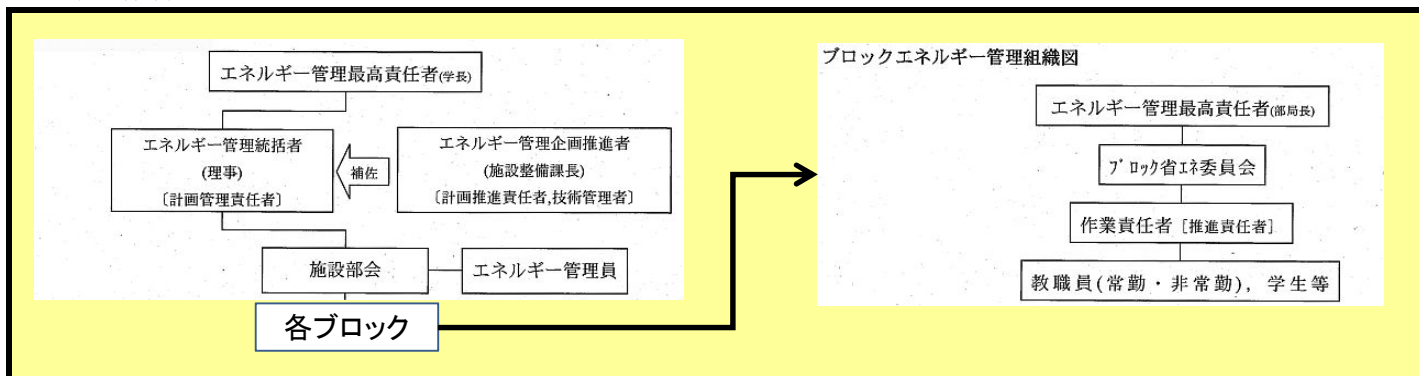 エネルギー管理最高責任者(学長)
エネルギー管理統括者
(理事)
〔計画管理責任者〕
補佐
エネルギー管理企画推進者
(施設整備課長)
〔計画推進責任者,技術管理者〕
施設部会
エネルギー管理員
各ブロック
ブロックエネルギー管理組織図
エネルギー管理最高責任者(部局長)
ブロック省エネ委員会
作業責任者［推進責任者］
教職員(常勤・非常勤)，学生等